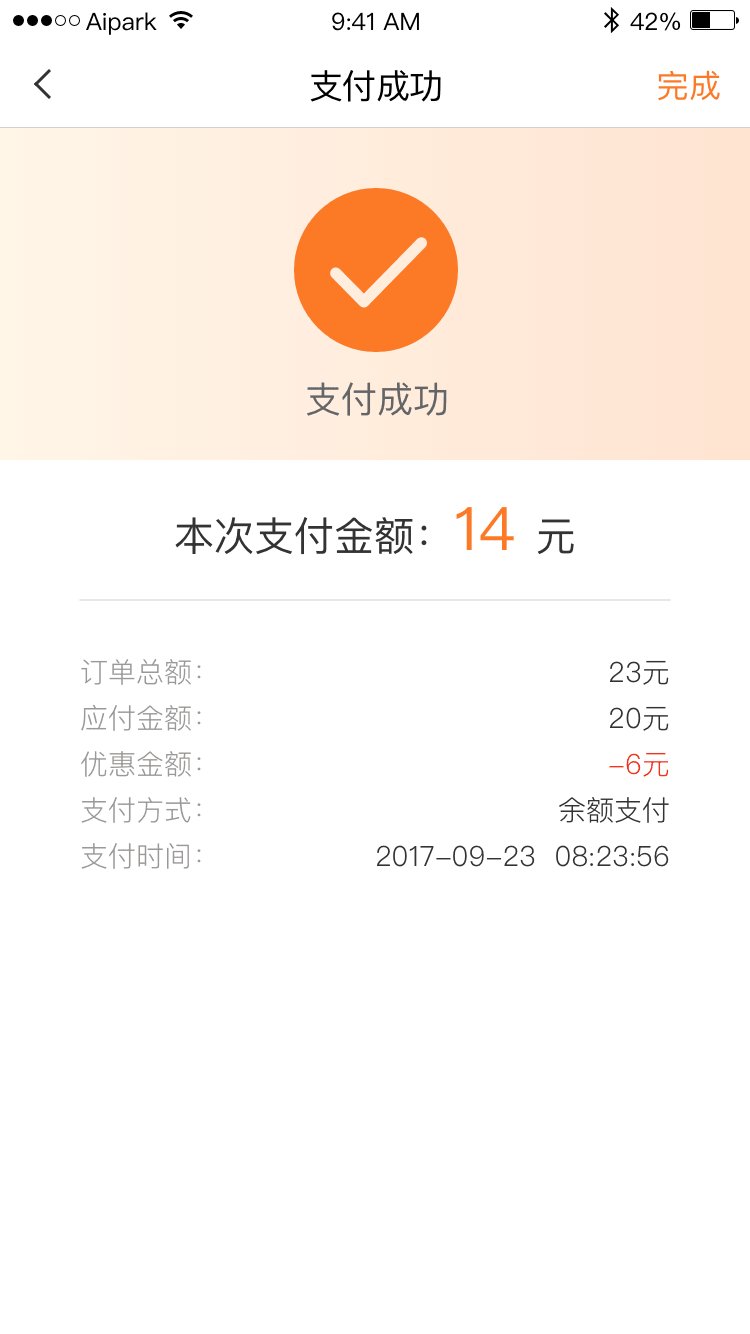 Aipark 9:41 AM 42%
支付成功 完成
支付成功
本次支付金额：14 元
订单总额： 23元
应付金额： 20元
优惠金额： -6元
支付方式： 余额支付
支付时间： 2017-09-23 08:23:56